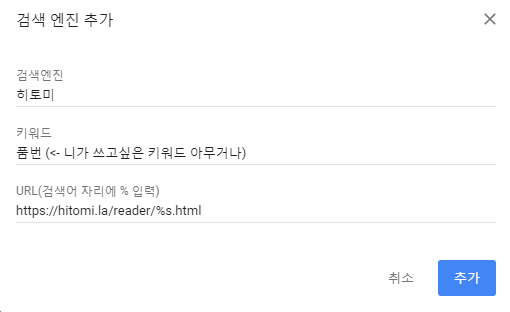 검색 엔진 추가
검색엔진
히토미
키워드
품번 (<- 니가 쓰고싶은 키워드 아무거나)
URL(검색어 자리에 % 입력)
https://hitomi.la/reader/%s.html
취소
추가